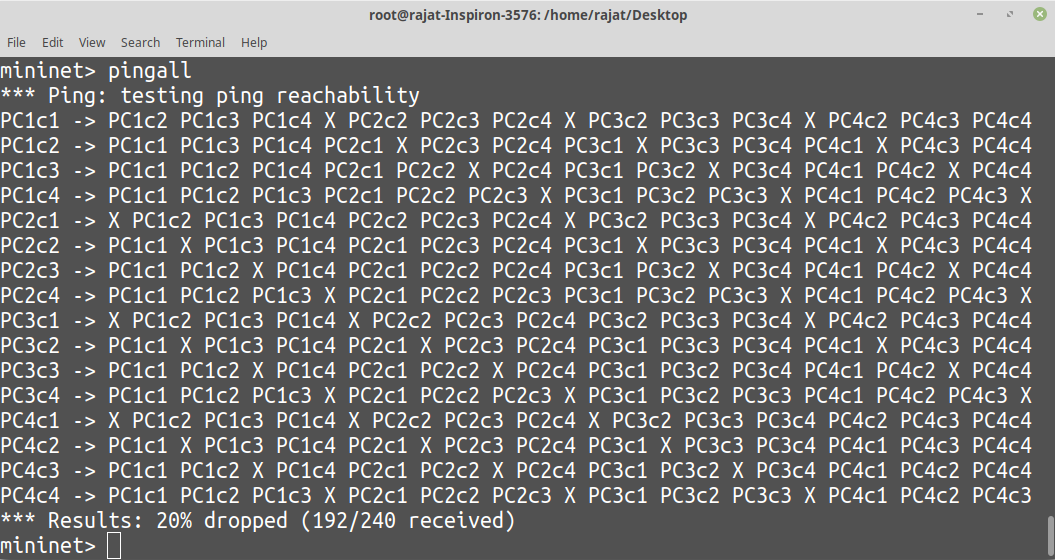 root@rajat-Inspiron-3576: /home/rajat/Desktop
File Edit View Search Terminal Help
mininet> pingall
*** Ping: testing ping reachability
PC1c1 -> PC1c2 PC1c3 PC1c4 X PC2c2 PC2c3 PC2c4 X PC3c2 PC3c3 PC3c4 X PC4c2 PC4c3 PC4c4
PC1c2 -> PC1c1 PC1c3 PC1c4 PC2c1 X PC2c3 PC2c4 PC3c1 X PC3c3 PC3c4 PC4c1 X PC4c3 PC4c4
PC1c3 -> PC1c1 PC1c2 PC1c4 PC2c1 PC2c2 X PC2c4 PC3c1 PC3c2 X PC3c4 PC4c1 PC4c2 X PC4c4
PC1c4 -> PC1c1 PC1c2 PC1c3 PC2c1 PC2c2 PC2c3 X PC3c1 PC3c2 PC3c3 X PC4c1 PC4c2 PC4c3 X
PC2c1 -> X PC1c2 PC1c3 PC1c4 PC2c2 PC2c3 PC2c4 X PC3c2 PC3c3 PC3c4 X PC4c2 PC4c3 PC4c4
PC2c2 -> PC1c1 X PC1c3 PC1c4 PC2c1 PC2c3 PC2c4 PC3c1 X PC3c3 PC3c4 PC4c1 X PC4c3 PC4c4
PC2c3 -> PC1c1 PC1c2 X PC1c4 PC2c1 PC2c2 PC2c4 PC3c1 PC3c2 X PC3c4 PC4c1 PC4c2 X PC4c4
PC2c4 -> PC1c1 PC1c2 PC1c3 X PC2c1 PC2c2 PC2c3 PC3c1 PC3c2 PC3c3 X PC4c1 PC4c2 PC4c3 X
PC3c1 -> X PC1c2 PC1c3 PC1c4 X PC2c2 PC2c3 PC2c4 PC3c2 PC3c3 PC3c4 X PC4c2 PC4c3 PC4c4
PC3c2 -> PC1c1 X PC1c3 PC1c4 PC2c1 X PC2c3 PC2c4 PC3c1 PC3c3 PC3c4 PC4c1 X PC4c3 PC4c4
PC3c3 -> PC1c1 PC1c2 X PC1c4 PC2c1 PC2c2 X PC2c4 PC3c1 PC3c2 PC3c4 PC4c1 PC4c2 X PC4c4
PC3c4 -> PC1c1 PC1c2 PC1c3 X PC2c1 PC2c2 PC2c3 X PC3c1 PC3c2 PC3c3 PC4c1 PC4c2 PC4c3 X
PC4c1 -> X PC1c2 PC1c3 PC1c4 X PC2c2 PC2c3 PC2c4 X PC3c2 PC3c3 PC3c4 PC4c2 PC4c3 PC4c4
PC4c2 -> PC1c1 X PC1c3 PC1c4 PC2c1 X PC2c3 PC2c4 PC3c1 X PC3c3 PC3c4 PC4c1 PC4c3 PC4c4
PC4c3 -> PC1c1 PC1c2 X PC1c4 PC2c1 PC2c2 X PC2c4 PC3c1 PC3c2 X PC3c4 PC4c1 PC4c2 PC4c4
PC4c4 -> PC1c1 PC1c2 PC1c3 X PC2c1 PC2c2 PC2c3 X PC3c1 PC3c2 PC3c3 X PC4c1 PC4c2 PC4c3
*** Results: 20% dropped (192/240 received)
mininet>